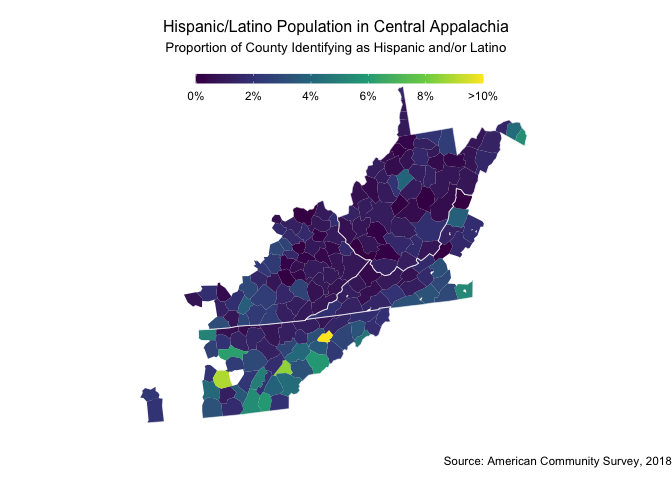 Hispanic/Latino Population in Central Appalachia
Proportion of County Identifying as Hispanic and/or Latino
0% 2% 4% 6% 8% >10%
Source: American Community Survey, 2018